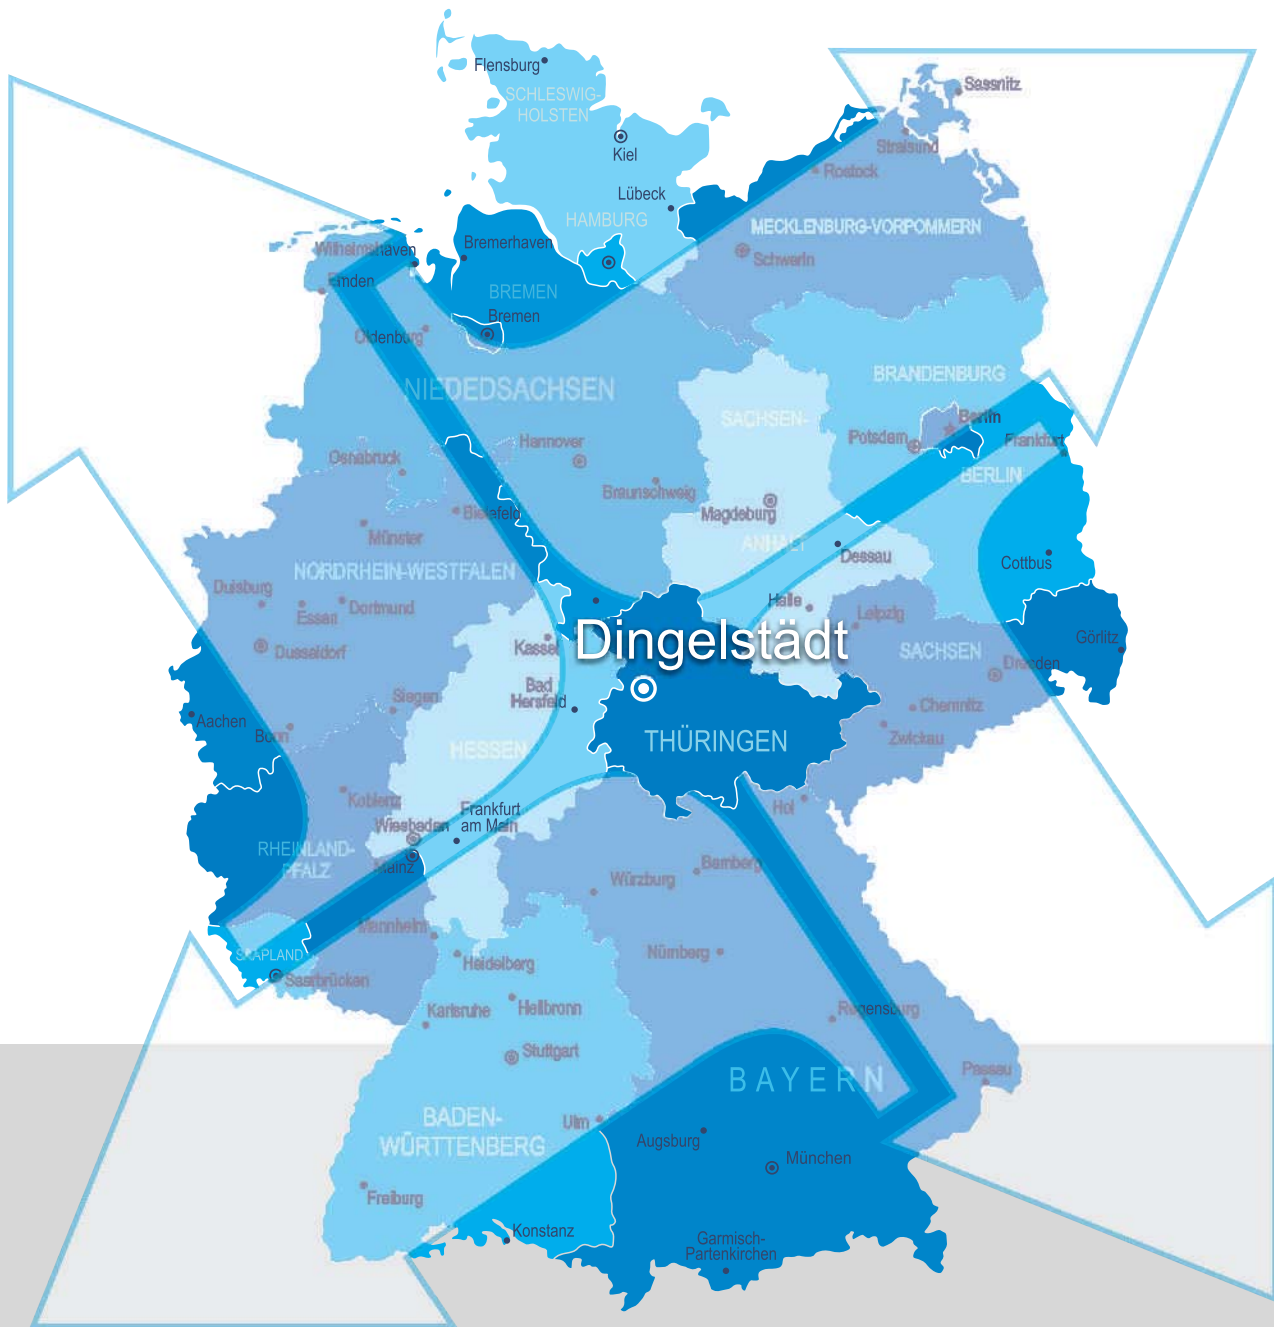 Flensburg
Sassnitz
SCHLESWIG-
HOLSTEN
Kiel
Stralsund
Rostock
Lübeck
HAMBURG
MECKLENBURG-VORPOMMERN
Wilhelmshaven
Bremerhaven
Schwerin
Emden
BREMEN
Bremen
Oldenburg
NIEDEDSACHSEN
BRANDENBURG
SACHSEN-
Berlin
Potsdam
Frankfurt
Hannover
Osnabruck
BERLIN
Braunschweig
Magdeburg
Bielefeld
Münster
ANHALT
Dessau
Cottbus
NORDRHEIN-WESTFALEN
Duisburg
Essen
Dortmund
Halle
Leipzig
Görlitz
Dingelstädt
Kassel
Dusseldorf
SACHSEN
Dresden
Bad
Hersfeld
Siegen
Chemnitz
Aachen
Bonn
Zwickau
HESSEN
THÜRINGEN
Koblenz
Hol
Frankfurt
am Main
Wiesbaden
RHEINLAND-
PFALZ
Mainz
Bamberg
Würzburg
Mannheim
Nürnberg
SAAPLAND
Heidelberg
Saarbrücken
Karlsruhe
Heilbronn
Regensburg
Stuttgart
Passau
BAYERN
BADEN-
WÜRTTENBERG
Ulm
Augsburg
München
Freiburg
Konstanz
Garmisch-
Partenkirchen